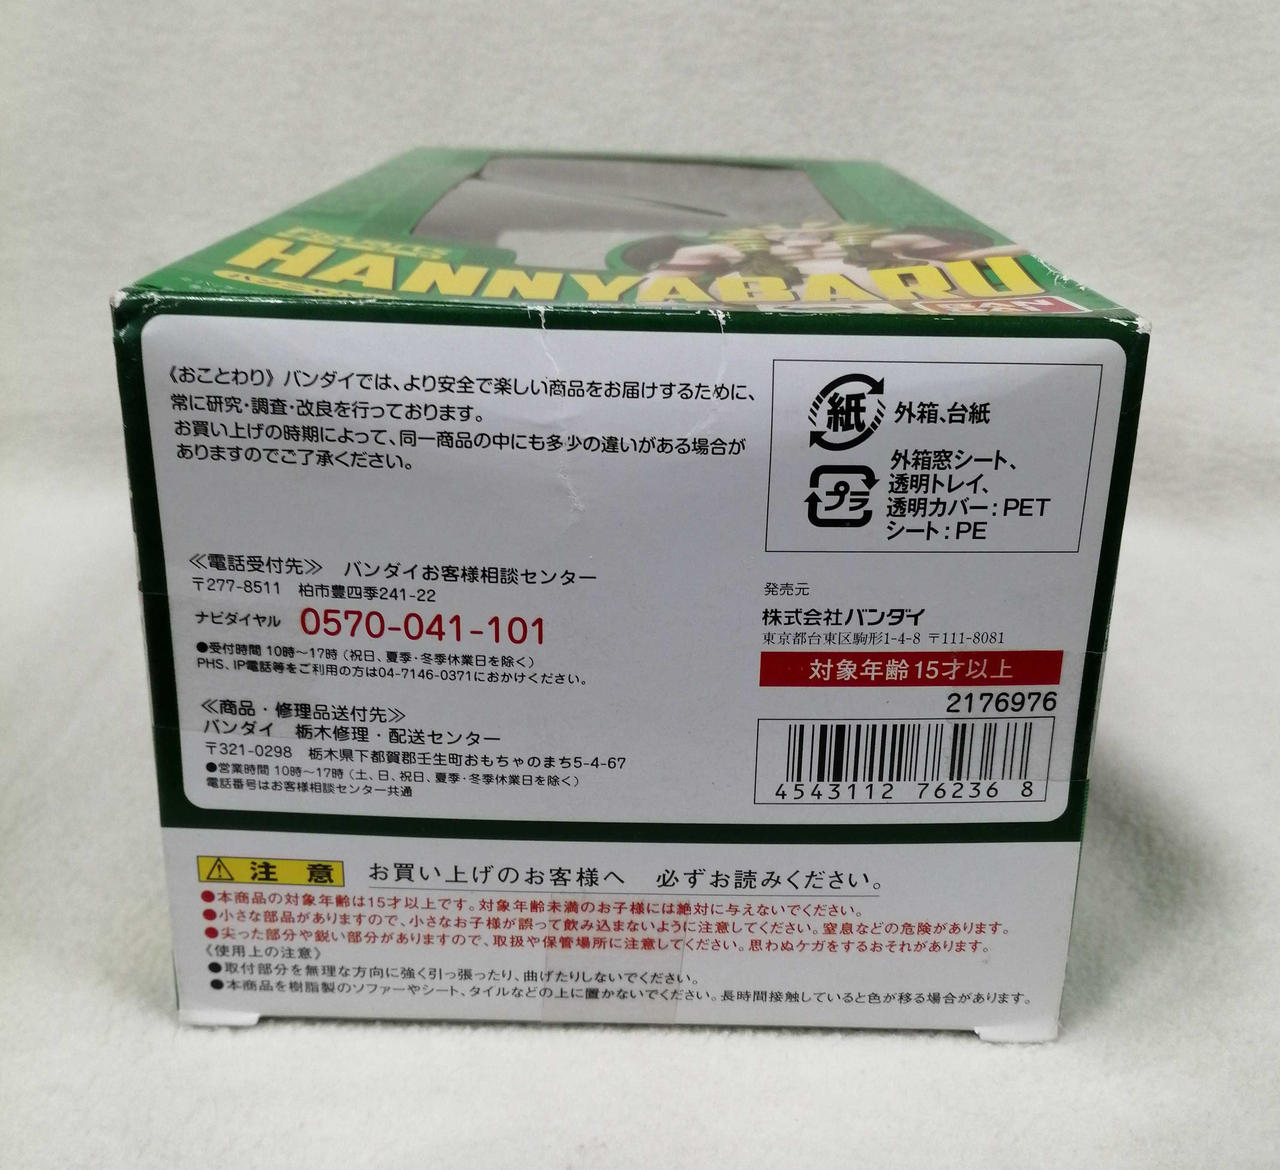 HANNYABARU
《おことわり》バンダイでは、より安全で楽しい商品をお届けするために、
常に研究・調査・改良を行っております。
お買い上げの時期によって、同一商品の中にも多少の違いがある場合が
ありますのでご了承ください。
紙 外箱、台紙
プラ 外箱窓シート、
透明トレイ、
透明カバー:PET
シート:PE
≪電話受付先≫ バンダイお客様相談センター
〒277-8511 柏市豊四季241-22
ナビダイヤル 0570-041-101
●受付時間 10時~17時(祝日、夏季・冬季休業日を除く)
PHS、IP電話等をご利用の方は04-7146-0371におかけください。
≪商品・修理品送付先≫
バンダイ 栃木修理・配送センター
〒321-0298 栃木県下都賀郡壬生町おもちゃのまち5-4-67
●営業時間 10時~17時(土、日、祝日、夏季・冬季休業日を除く)
電話番号はお客様相談センター共通
発売元
株式会社バンダイ
東京都台東区駒形1-4-8 〒111-8081
対象年齢15才以上
2176976
4543112 76236 8
注意 お買い上げのお客様へ 必ずお読みください。
●本商品の対象年齢は15才以上です。対象年齢未満のお子様には絶対に与えないでください。
●小さな部品がありますので、小さなお子様が誤って飲み込まないように注意してください。窒息などの危険があります。
●尖った部分や鋭い部分がありますので、取扱や保管場所に注意してください。思わぬケガをするおそれがあります。
《使用上の注意》
●取付部分を無理な方向に強く引っ張ったり、曲げたりしないでください。
●本商品を樹脂製のソファーやシート、タイルなどの上に置かないでください。長時間接触していると色が移る場合があります。